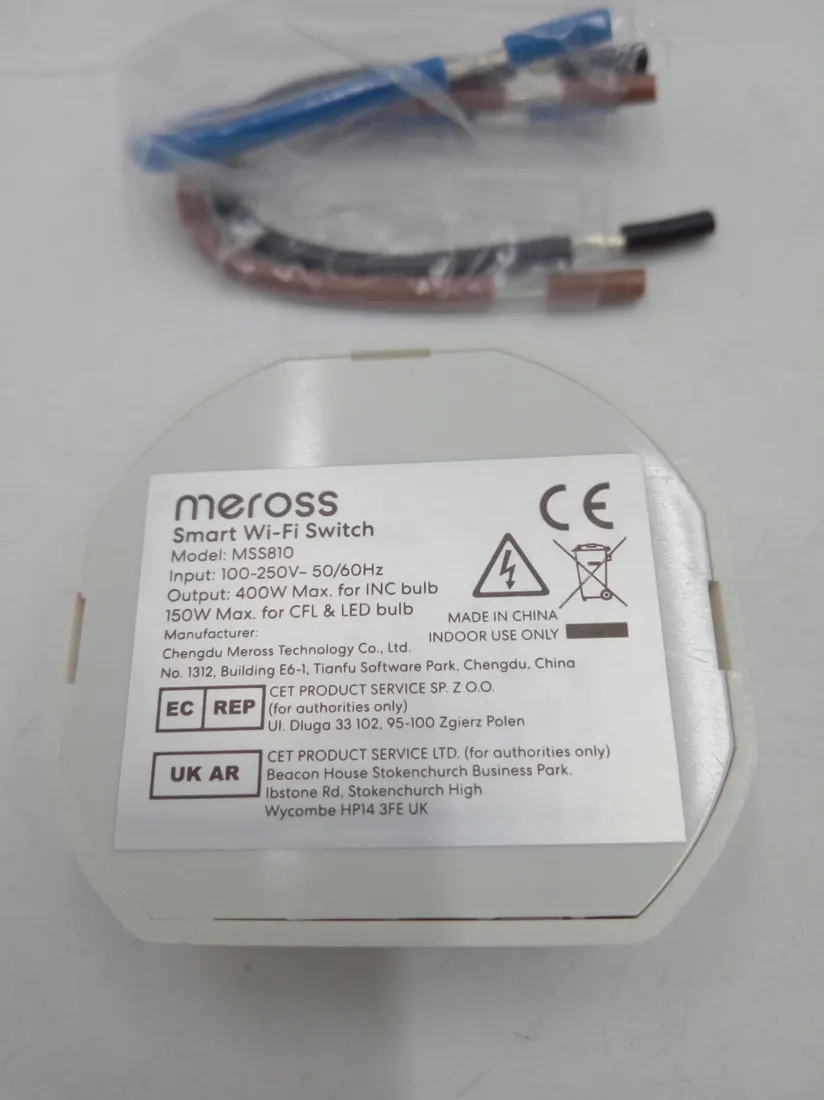 meross
CE
Smart Wi-Fi Switch
Model: MSS810
Input: 100-250V~ 50/60Hz
Output: 400W Max. for INC bulb
150W Max. for CFL & LED bulb
MADE IN CHINA
INDOOR USE ONLY
Manufacturer:
Chengdu Meross Technology Co., Ltd.
No. 1312, Building E6-1, Tianfu Software Park, Chengdu, China
EC REP
CET PRODUCT SERVICE SP. Z O.O.
(for authorities only)
Ul. Dluga 33 102, 95-100 Zgierz Polen
UK AR
CET PRODUCT SERVICE LTD. (for authorities only)
Beacon House Stokenchurch Business Park,
Ibstone Rd, Stokenchurch High
Wycombe HP14 3FE UK